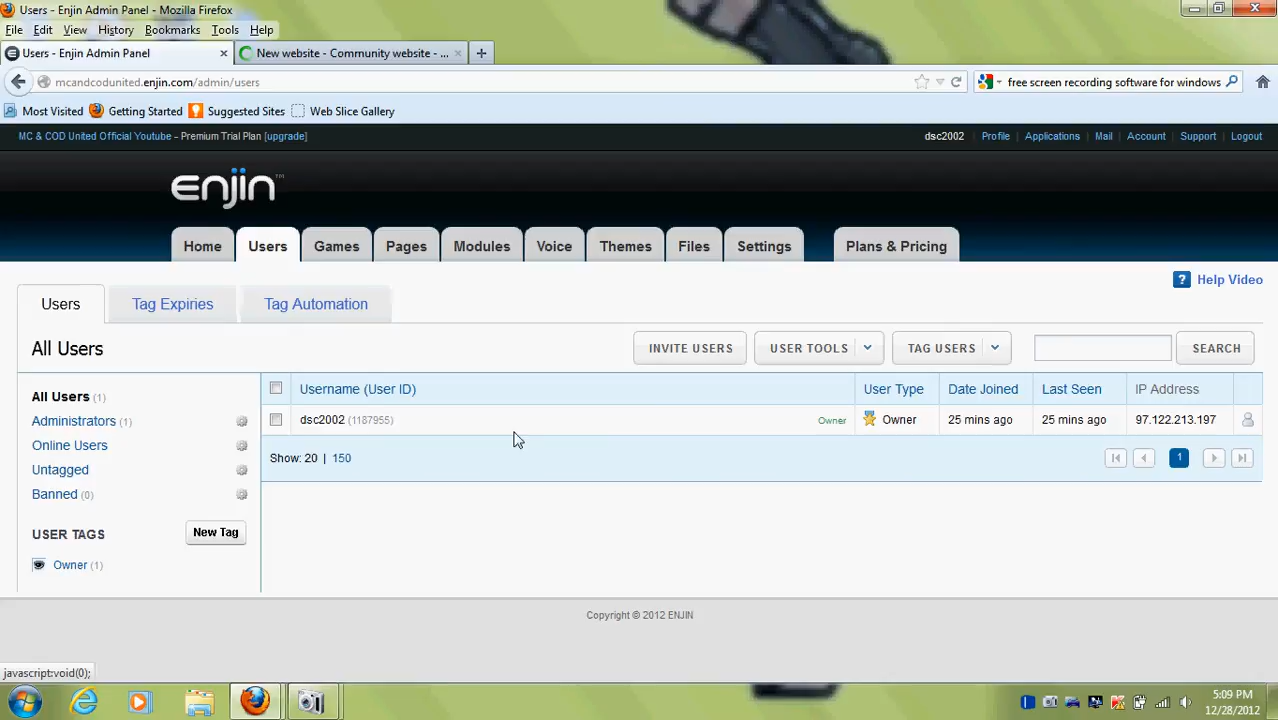 Users - Enjin Admin Panel - Mozilla Firefox
File Edit View History Bookmarks Tools Help
Users - Enjin Admin Panel × New website - Community website - ... × +
mcandcodunited.enjin.com/admin/users free screen recording software for windows
Most Visited Getting Started Suggested Sites Web Slice Gallery
MC & COD United Official Youtube - Premium Trial Plan [upgrade] dsc2002 | Profile | Applications | Mail | Account | Support | Logout
enjin™
Home Users Games Pages Modules Voice Themes Files Settings Plans & Pricing
? Help Video
Users Tag Expiries Tag Automation
All Users INVITE USERS USER TOOLS TAG USERS SEARCH
All Users (1) Username (User ID) User Type Date Joined Last Seen IP Address
Administrators (1) dsc2002 (1187955) Owner Owner 25 mins ago 25 mins ago 97.122.213.197
Online Users
Show: 20 | 150 1
Untagged
Banned (0)
USER TAGS New Tag
Owner (1)
Copyright © 2012 ENJIN
javascript:void(0);
5:09 PM
12/28/2012